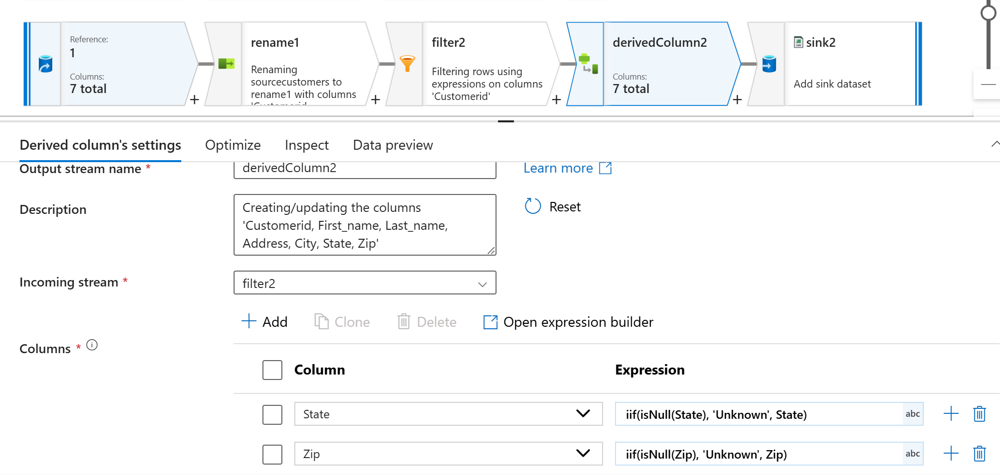 Reference:
1
Columns:
7 total
rename1
Renaming
sourcecustomers to
rename1 with columns
'Customerid,
filter2
Filtering rows using
expressions on columns
'Customerid'
derivedColumn2
Columns:
7 total
csv
sink2
Add sink dataset
Derived column's settings
Optimize
Inspect
Data preview
Output stream name *
derivedColumn2
Learn more
Description
Creating/updating the columns
'Customerid, First_name, Last_name,
Address, City, State, Zip'
Reset
Incoming stream *
filter2
Add
Clone
Delete
Open expression builder
Columns *
Column
Expression
State
iif(isNull(State), 'Unknown', State)
abc
Zip
iif(isNull(Zip), 'Unknown', Zip)
abc